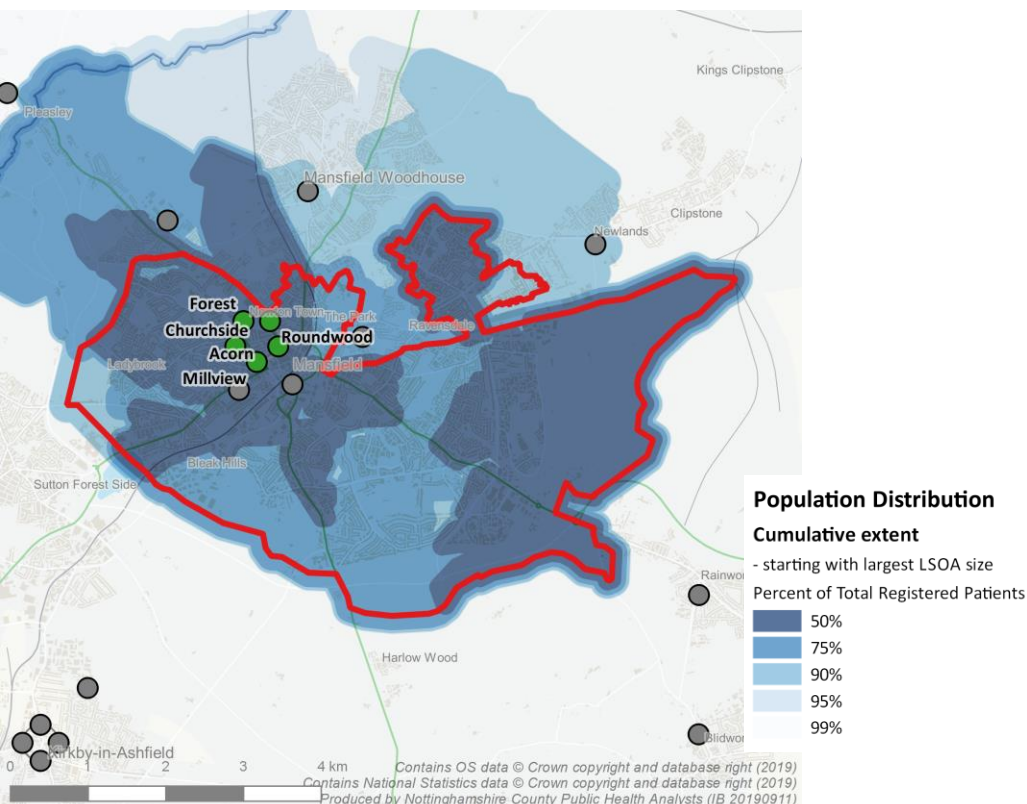 Kings Clipstone
Pleasley
Mansfield Woodhouse
Clipstone
Newlands
Forest
Churchside
Roundwood
The Park
Ravensdale
Acorn
Ladybrook
Mansfield
Millview
Bleak Hills
Sutton Forest Side
Harlow Wood
Kirkby-in-Ashfield
Population Distribution
Cumulative extent
- starting with largest LSOA size
Percent of Total Registered Patients
50%
75%
90%
95%
99%
0 1 2 3 4 km
Contains OS data © Crown copyright and database right (2019)
Contains National Statistics data © Crown copyright and database right (2019)
Produced by Nottinghamshire County Public Health Analysts (IB 20190911)